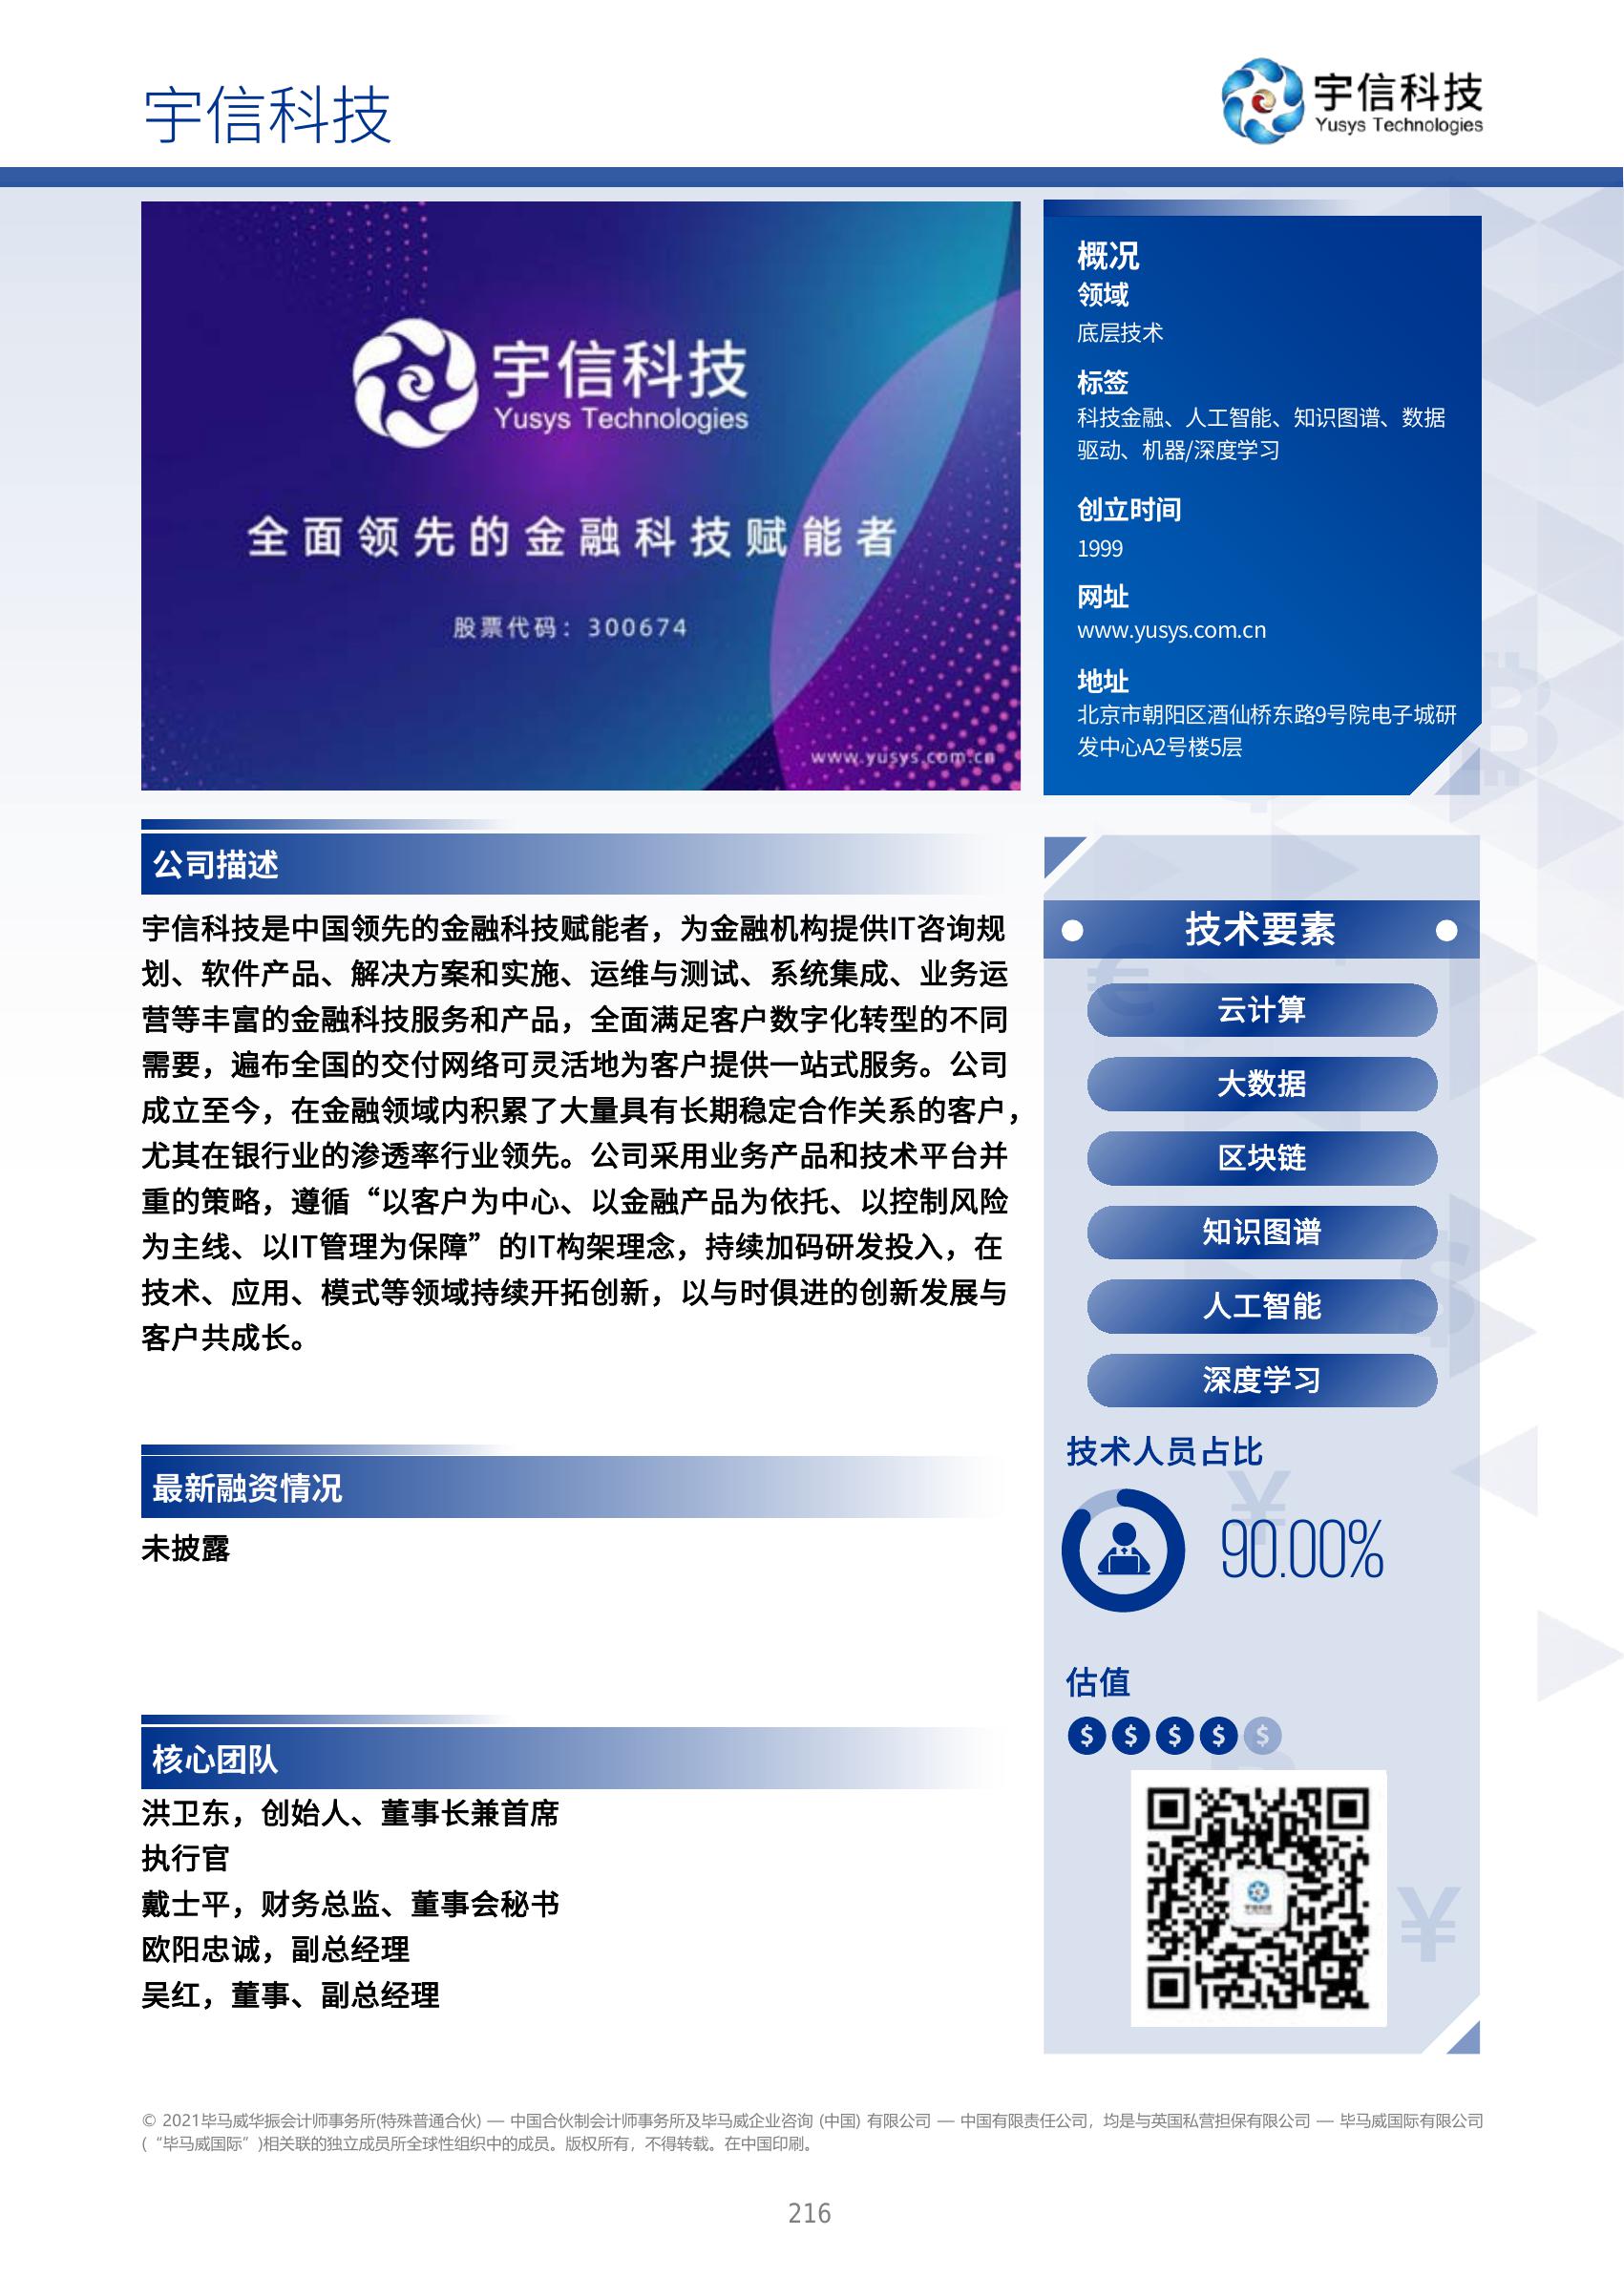 宇信科技
宇信科技
Yusys Technologies
宇信科技
Yusys Technologies
全面领先的金融科技赋能者
股票代码：300674
www.yusys.com.cn
概况
领域
底层技术
标签
科技金融、人工智能、知识图谱、数据
驱动、机器/深度学习
创立时间
1999
网址
www.yusys.com.cn
地址
北京市朝阳区酒仙桥东路9号院电子城研
发中心A2号楼5层
公司描述
宇信科技是中国领先的金融科技赋能者，为金融机构提供IT咨询规
划、软件产品、解决方案和实施、运维与测试、系统集成、业务运
营等丰富的金融科技服务和产品，全面满足客户数字化转型的不同
需要，遍布全国的交付网络可灵活地为客户提供一站式服务。公司
成立至今，在金融领域内积累了大量具有长期稳定合作关系的客户，
尤其在银行业的渗透率行业领先。公司采用业务产品和技术平台并
重的策略，遵循“以客户为中心、以金融产品为依托、以控制风险
为主线、以IT管理为保障”的IT构架理念，持续加码研发投入，在
技术、应用、模式等领域持续开拓创新，以与时俱进的创新发展与
客户共成长。
最新融资情况
未披露
核心团队
洪卫东，创始人、董事长兼首席
执行官
戴士平，财务总监、董事会秘书
欧阳忠诚，副总经理
吴红，董事、副总经理
技术要素
云计算
大数据
区块链
知识图谱
人工智能
深度学习
技术人员占比
90.00%
估值
$ $ $ $ $
© 2021毕马威华振会计师事务所(特殊普通合伙) — 中国合伙制会计师事务所及毕马威企业咨询 (中国) 有限公司 — 中国有限责任公司，均是与英国私营担保有限公司 — 毕马威国际有限公司
(“毕马威国际”)相关联的独立成员所全球性组织中的成员。版权所有，不得转载。在中国印刷。
216